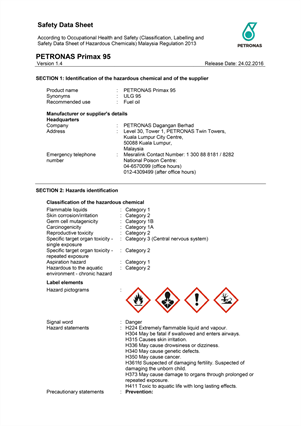 Safety Data Sheet
According to Occupational Health and Safety (Classification, Labelling and
Safety Data Sheet of Hazardous Chemicals) Malaysia Regulation 2013
PETRONAS
PETRONAS Primax 95
Version 1.4 Release Date: 24.02.2016
SECTION 1: Identification of the hazardous chemical and of the supplier
Product name : PETRONAS Primax 95
Synonyms : ULG 95
Recommended use : Fuel oil
Manufacturer or supplier's details
Headquarters
Company : PETRONAS Dagangan Berhad
Address : Level 30, Tower 1, PETRONAS Twin Towers,
Kuala Lumpur City Centre,
50088 Kuala Lumpur,
Malaysia
Emergency telephone : Mesralink Contact Number: 1 300 88 8181 / 8282
number National Poison Centre:
04-6570099 (office hours)
012-4309499 (after office hours)
SECTION 2: Hazards identification
Classification of the hazardous chemical
Flammable liquids : Category 1
Skin corrosion/irritation : Category 2
Germ cell mutagenicity : Category 1B
Carcinogenicity : Category 1A
Reproductive toxicity : Category 2
Specific target organ toxicity - : Category 3 (Central nervous system)
single exposure
Specific target organ toxicity - : Category 2
repeated exposure
Aspiration hazard : Category 1
Hazardous to the aquatic : Category 2
environment - chronic hazard
Label elements
Hazard pictograms :
Signal word : Danger
Hazard statements : H224 Extremely flammable liquid and vapour.
H304 May be fatal if swallowed and enters airways.
H315 Causes skin irritation.
H336 May cause drowsiness or dizziness.
H340 May cause genetic defects.
H350 May cause cancer.
H361fd Suspected of damaging fertility. Suspected of
damaging the unborn child.
H373 May cause damage to organs through prolonged or
repeated exposure.
H411 Toxic to aquatic life with long lasting effects.
Precautionary statements : Prevention: